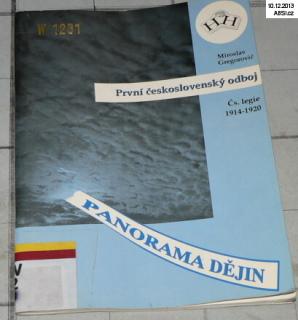 10.12.2013
ABSI.cz
W 1231
HH
Miroslav
Gregorovič
První československý odboj
Čs. legie
1914-1920
PANORAMA DĚJIN
W